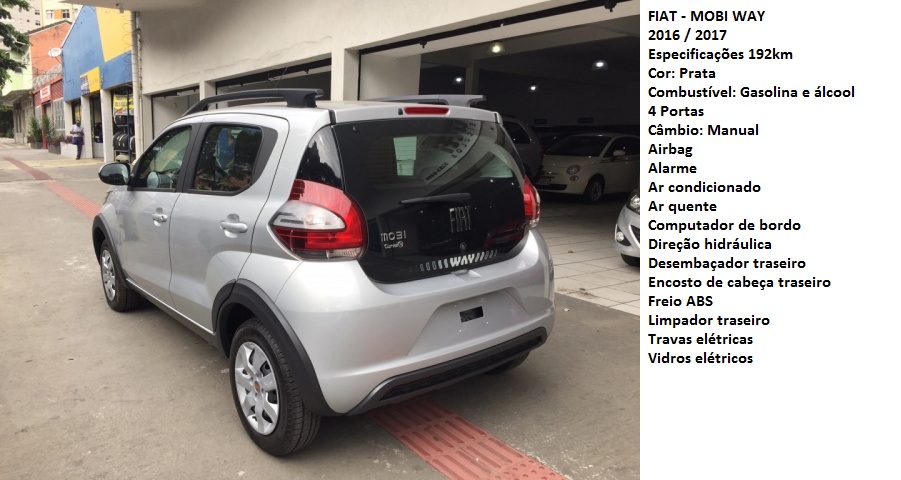 FIAT
MOBI
WAY
FIAT - MOBI WAY
2016 / 2017
Especificações 192km
Cor: Prata
Combustível: Gasolina e álcool
4 Portas
Câmbio: Manual
Airbag
Alarme
Ar condicionado
Ar quente
Computador de bordo
Direção hidráulica
Desembaçador traseiro
Encosto de cabeça traseiro
Freio ABS
Limpador traseiro
Travas elétricas
Vidros elétricos